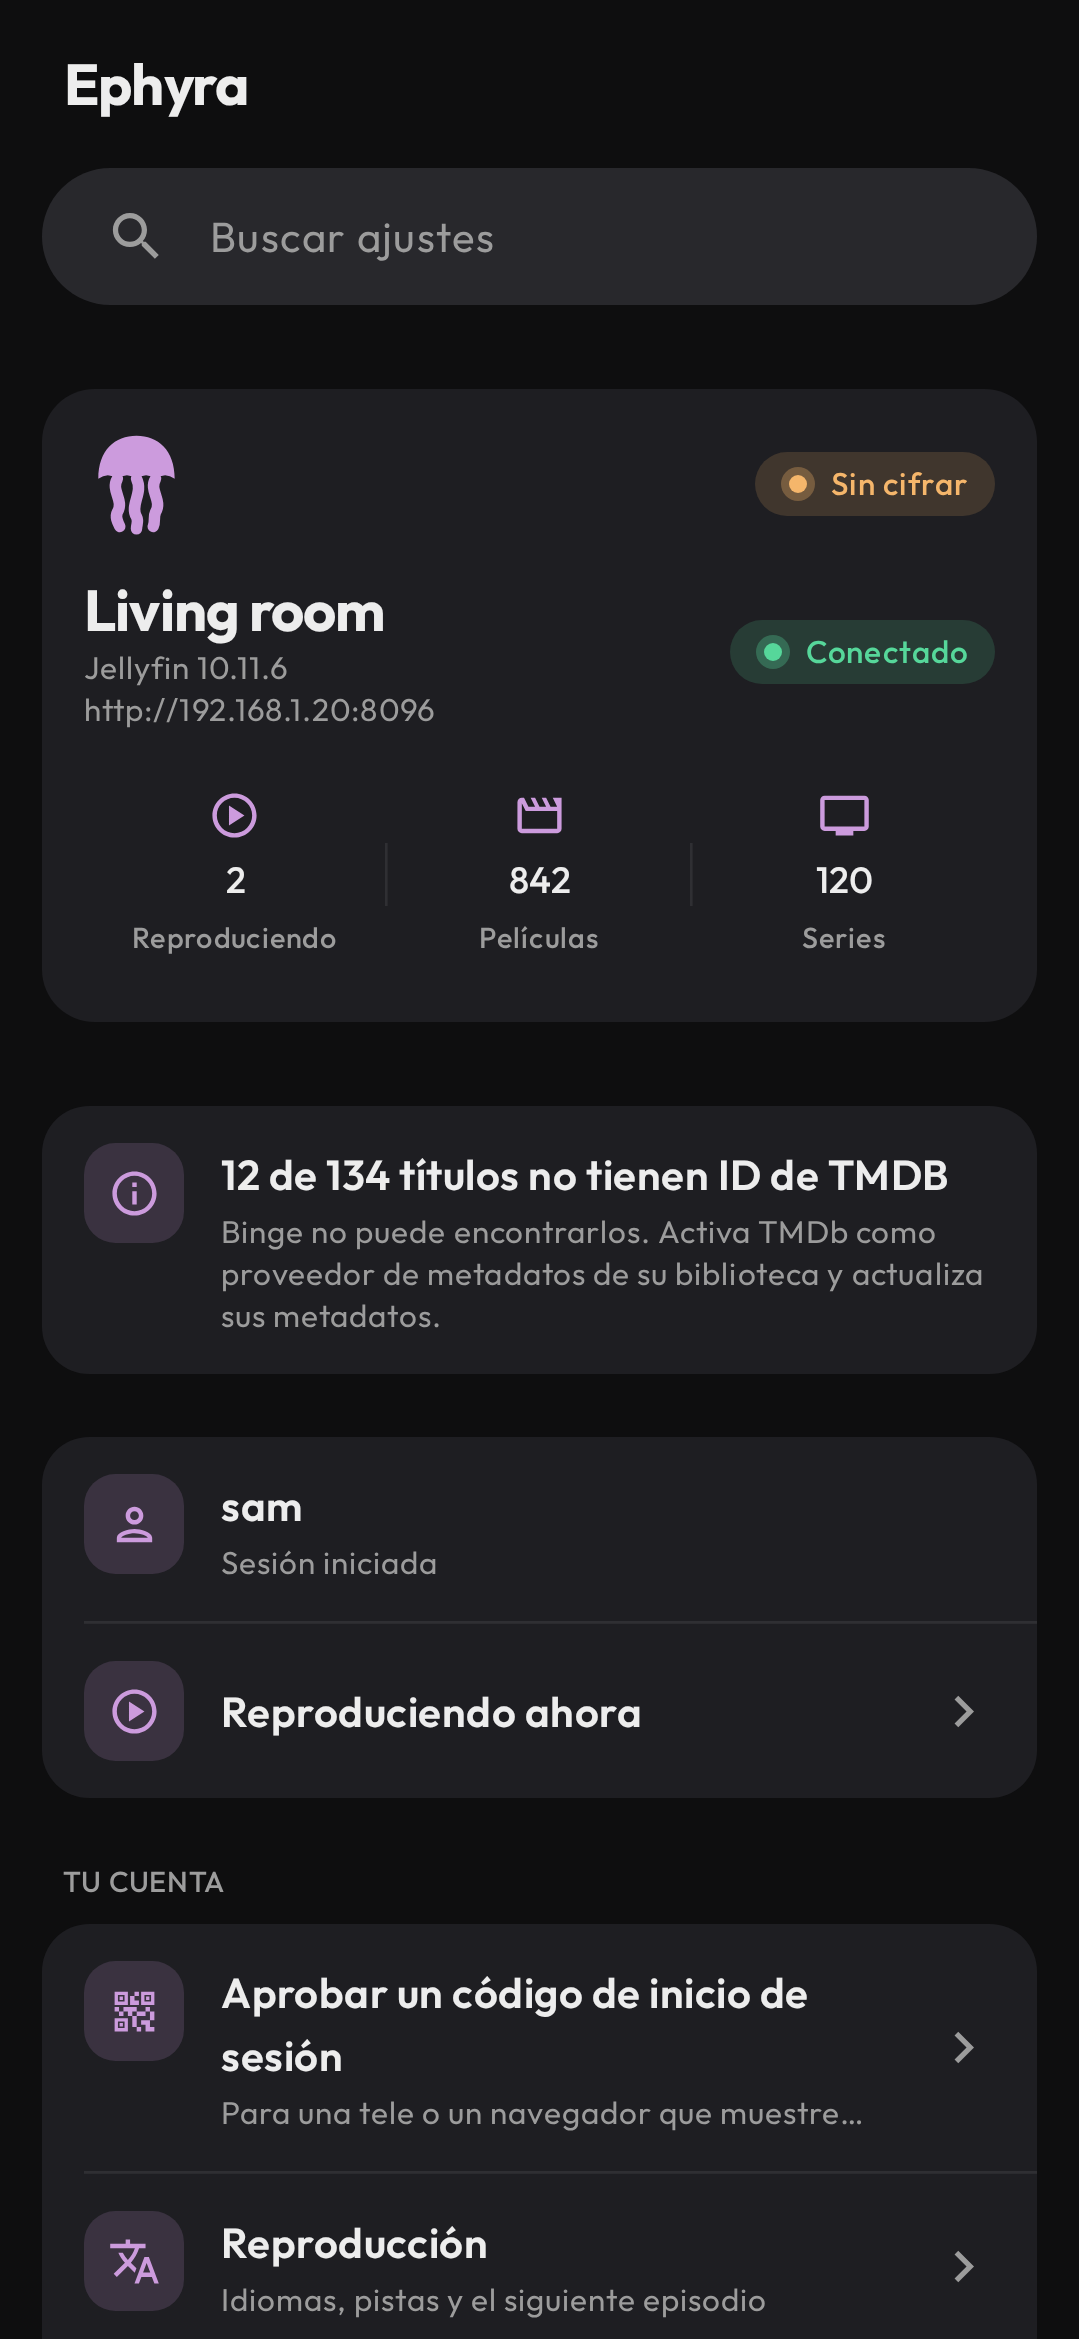 Ephyra
Buscar ajustes
Sin cifrar
Living room
Jellyfin 10.11.6
http://192.168.1.20:8096
Conectado
2
842
120
Reproduciendo
Películas
Series
12 de 134 títulos no tienen ID de TMDB
Binge no puede encontrarlos. Activa TMDb como
proveedor de metadatos de su biblioteca y actualiza
sus metadatos.
sam
Sesión iniciada
Reproduciendo ahora
TU CUENTA
Aprobar un código de inicio de
sesión
Para una tele o un navegador que muestre…
Reproducción
Idiomas, pistas y el siguiente episodio